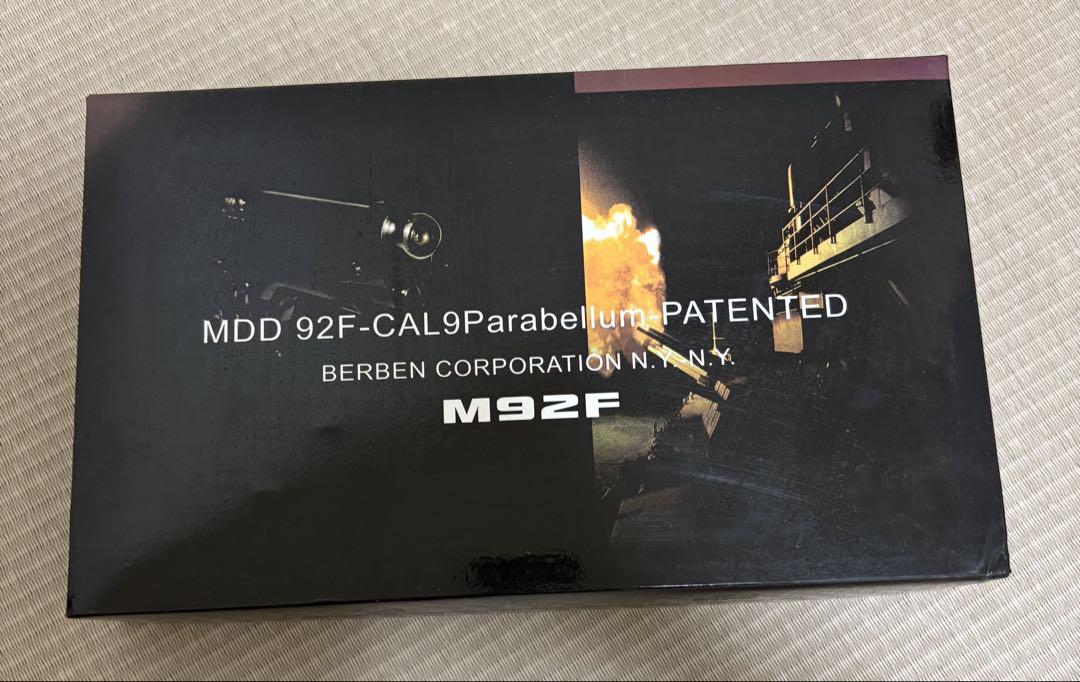 MDD 92F-CAL9Parabellum-PATENTED
BERBEN CORPORATION N.Y.-N.Y.
M92F